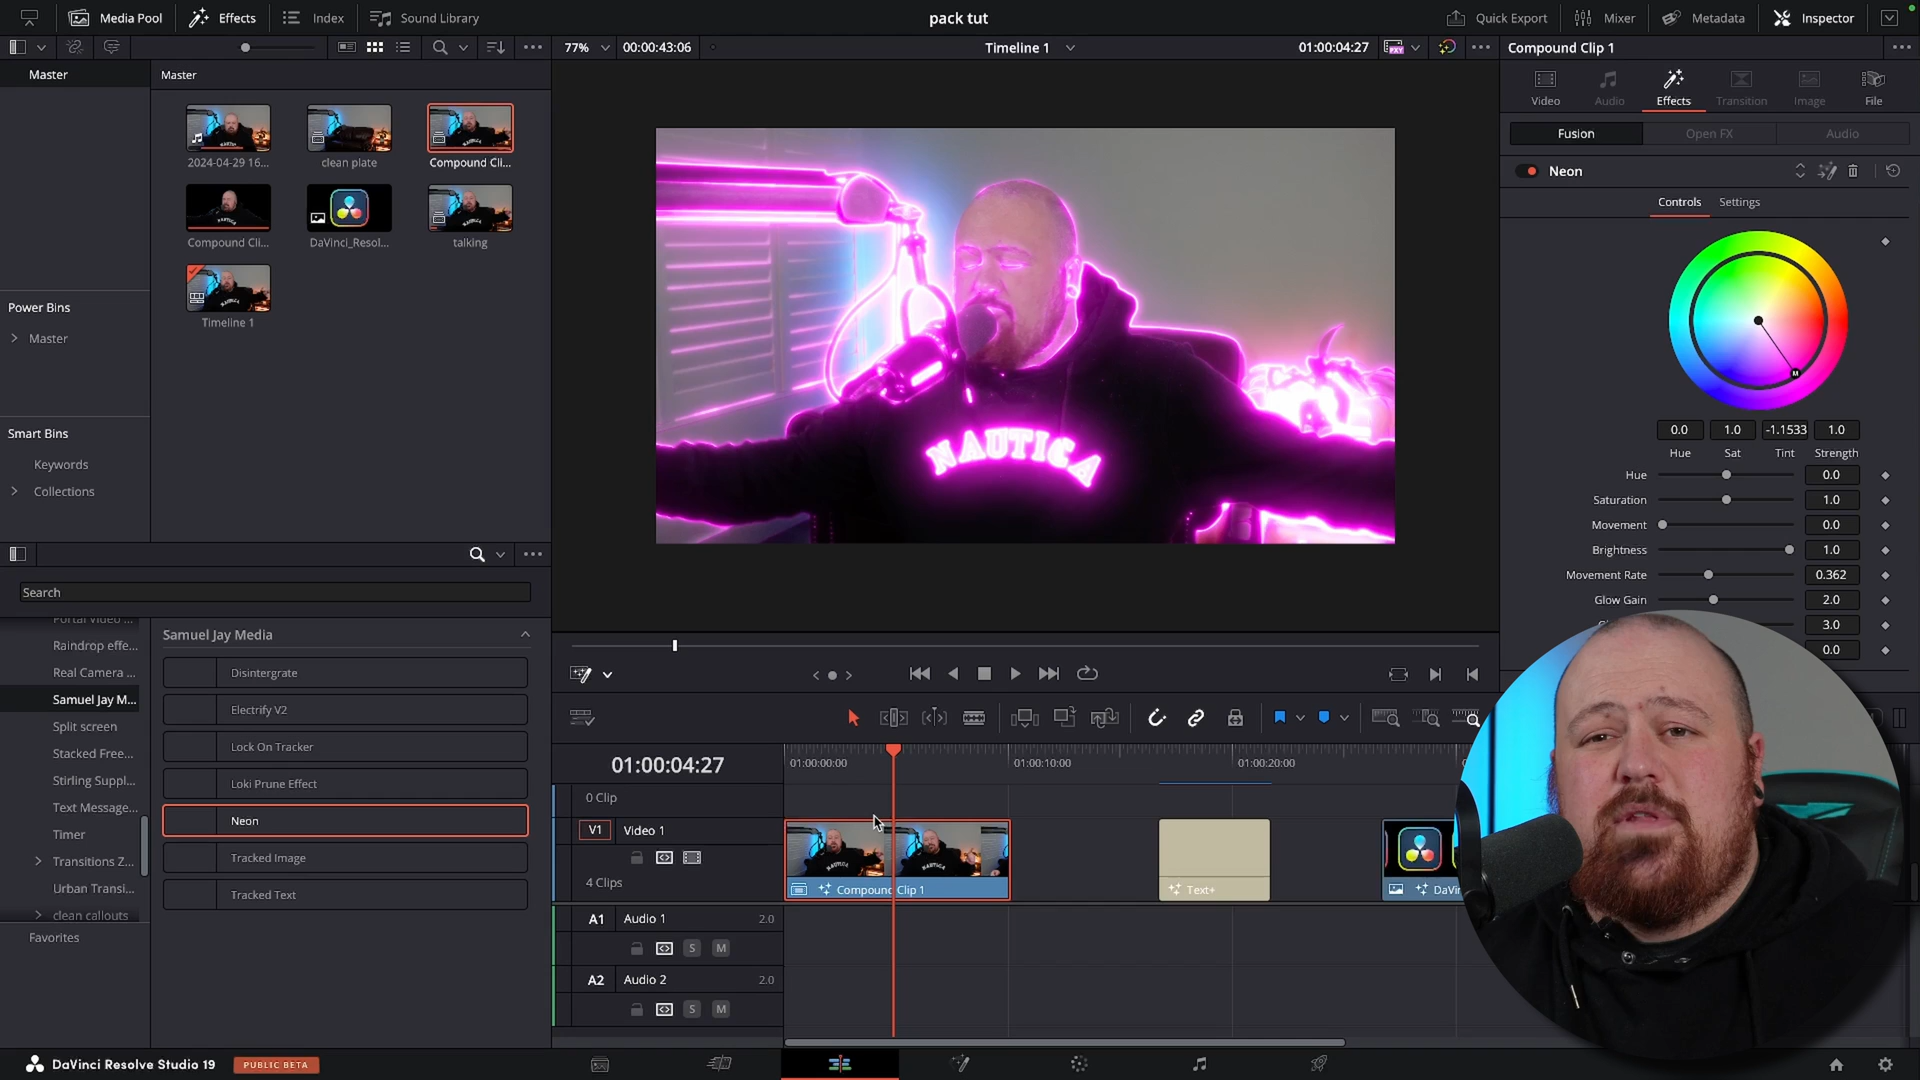 Media Pool
Effects
Index
Sound Library
pack tut
Quick Export
Mixer
Metadata
Inspector
77%
00:00:43:06
Timeline 1
01:00:04:27
Compound Clip 1
Master
Master
2024-04-29 16...
clean plate
Compound Cli...
Compound Cli...
DaVinci_Resol...
talking
Timeline 1
Power Bins
Master
Smart Bins
Keywords
Collections
NAUTICA
Video
Audio
Effects
Transition
Image
File
Fusion
Open FX
Audio
Neon
Controls
Settings
M
0.0
1.0
-1.1533
1.0
Hue
Sat
Tint
Strength
Hue
0.0
Saturation
1.0
Movement
0.0
Brightness
1.0
Movement Rate
0.362
Glow Gain
2.0
3.0
0.0
Search
Portal Video ...
Raindrop effe...
Real Camera ...
Samuel Jay M...
Split screen
Stacked Free...
Stirling Suppl...
Text Message...
Timer
Transitions Z...
Urban Transi...
clean callouts
Favorites
Samuel Jay Media
Disintergrate
Electrify V2
Lock On Tracker
Loki Prune Effect
Neon
Tracked Image
Tracked Text
01:00:04:27
01:00:00:00
01:00:10:00
01:00:20:00
0 Clip
V1
Video 1
4 Clips
Compound Clip 1
Text+
A1
Audio 1
2.0
S
M
A2
Audio 2
2.0
S
M
DaVinci Resolve Studio 19
PUBLIC BETA